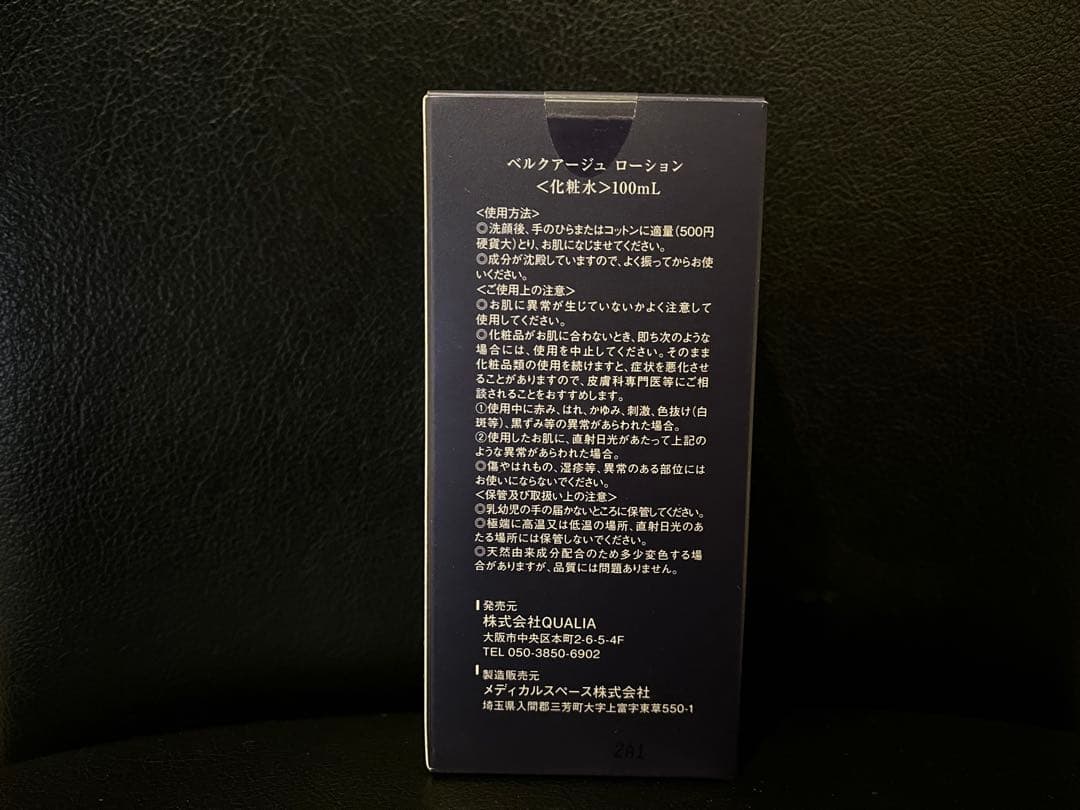 ベルクアージュ ローション
<化粧水>100mL
<使用方法>
◎洗顔後、手のひらまたはコットンに適量(500円
硬貨大)とり、お肌になじませてください。
◎成分が沈殿していますので、よく振ってからお使
いください。
<ご使用上の注意>
◎お肌に異常が生じていないかよく注意して
使用してください。
◎化粧品がお肌に合わないとき、即ち次のような
場合には、使用を中止してください。そのまま
化粧品類の使用を続けますと、症状を悪化させ
ることがありますので、皮膚科専門医等にご相
談されることをおすすめします。
①使用中に赤み、はれ、かゆみ、刺激、色抜け(白
斑等)、黒ずみ等の異常があらわれた場合。
②使用したお肌に、直射日光があたって上記の
ような異常があらわれた場合。
◎傷やはれもの、湿疹等、異常のある部位には
お使いにならないでください。
<保管及び取扱い上の注意>
◎乳幼児の手の届かないところに保管してください。
◎極端に高温又は低温の場所、直射日光のあ
たる場所には保管しないでください。
◎天然由来成分配合のため多少変色する場
合がありますが、品質には問題ありません。
発売元
株式会社QUALIA
大阪市中央区本町2-6-5-4F
TEL 050-3850-6902
製造販売元
メディカルスペース株式会社
埼玉県入間郡三芳町大字上富字東草550-1
2A1